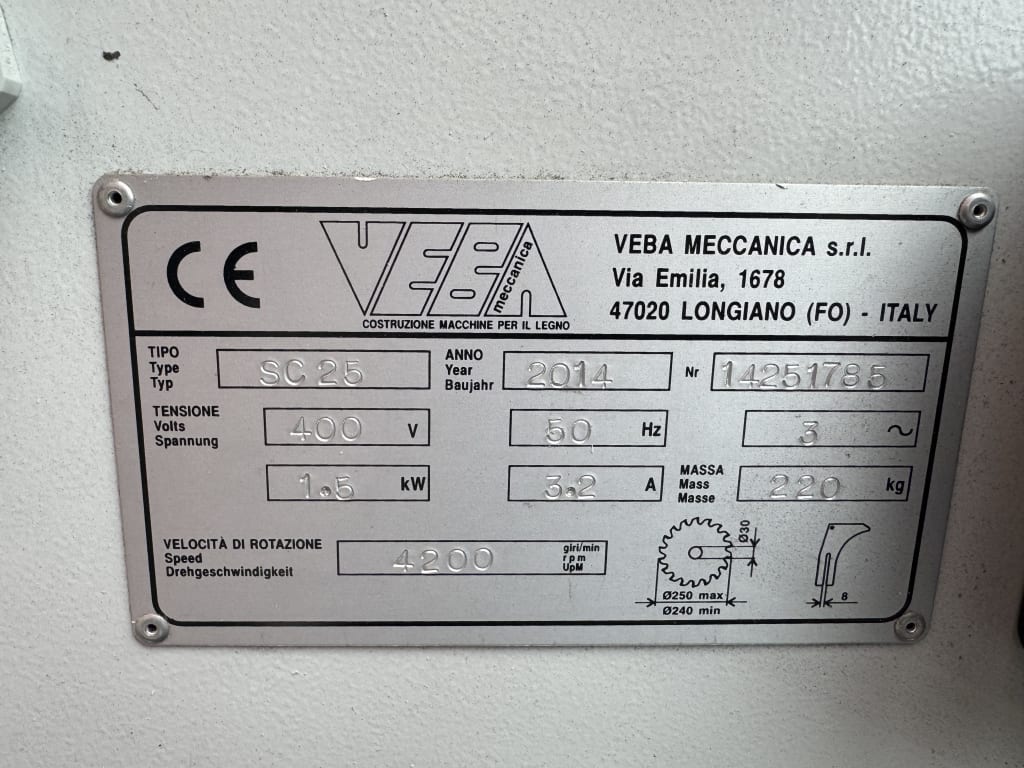 CE
VEBA meccanica
COSTRUZIONE MACCHINE PER IL LEGNO
VEBA MECCANICA s.r.l.
Via Emilia, 1678
47020 LONGIANO (FO) - ITALY
TIPO
Type
Typ
SC 25
ANNO
Year
Baujahr
2014
Nr
14251785
TENSIONE
Volts
Spannung
400 V
50 Hz
3 ~
1.5 kW
3.2 A
MASSA
Mass
Masse
220 kg
VELOCITÀ DI ROTAZIONE
Speed
Drehgeschwindigkeit
4200
giri/min
rpm
UpM
Ø30
Ø250 max
Ø240 min
8